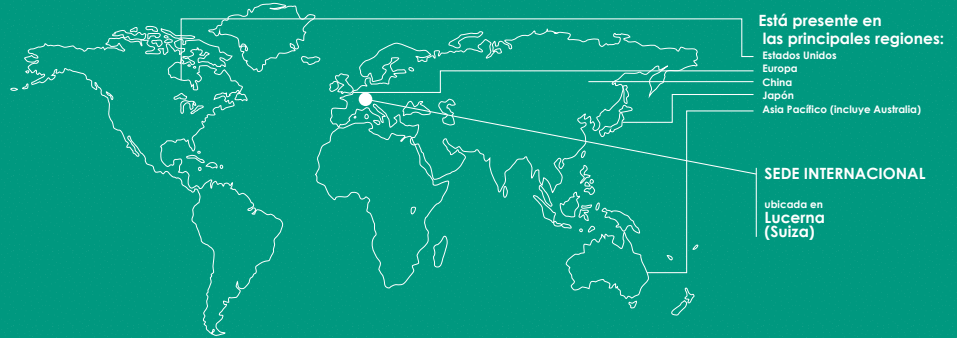 Está presente en
las principales regiones:
Estados Unidos
Europa
China
Japón
Asia Pacífico (incluye Australia)
SEDE INTERNACIONAL
ubicada en
Lucerna
(Suiza)